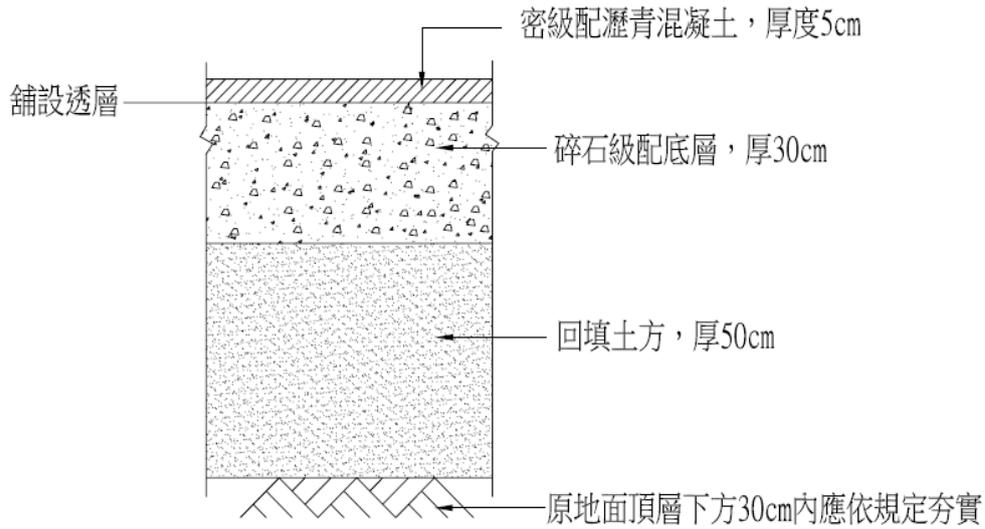 密級配瀝青混凝土，厚度5cm
舖設透層
碎石級配底層，厚30cm
回填土方，厚50cm
原地面頂層下方30cm內應依規定夯實